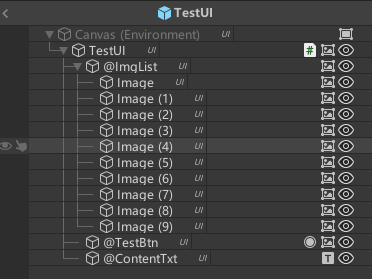 TestUI
Canvas (Environment) UI
TestUI UI #
@ImgList UI
Image UI
Image (1) UI
Image (2) UI
Image (3) UI
Image (4) UI
Image (5) UI
Image (6) UI
Image (7) UI
Image (8) UI
Image (9) UI
@TestBtn UI
@ContentTxt UI T